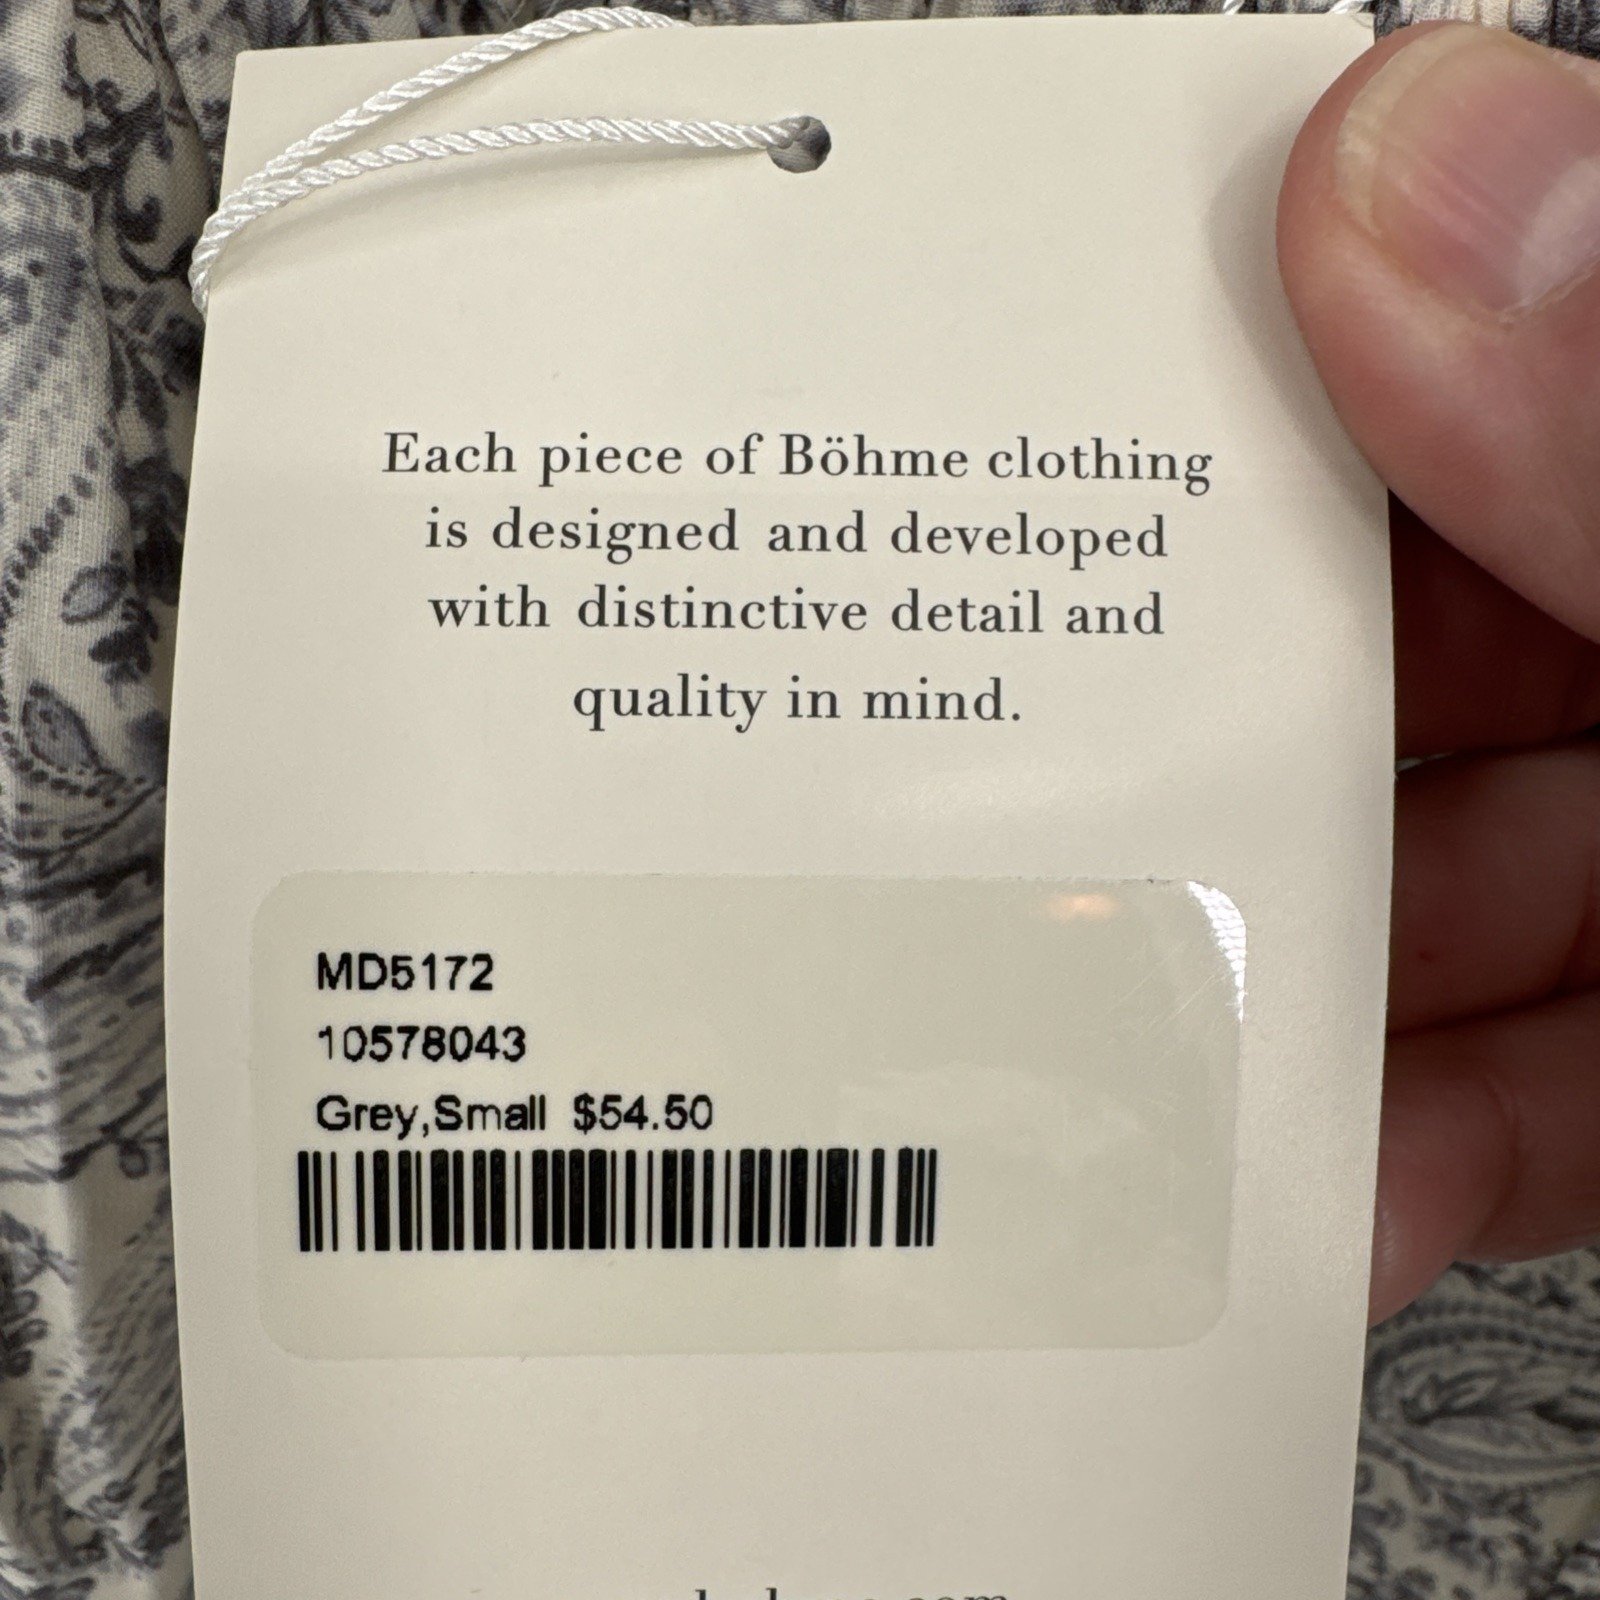 Each piece of Böhme clothing
is designed and developed
with distinctive detail and
quality in mind.
MD5172
10578043
Grey,Small $54.50